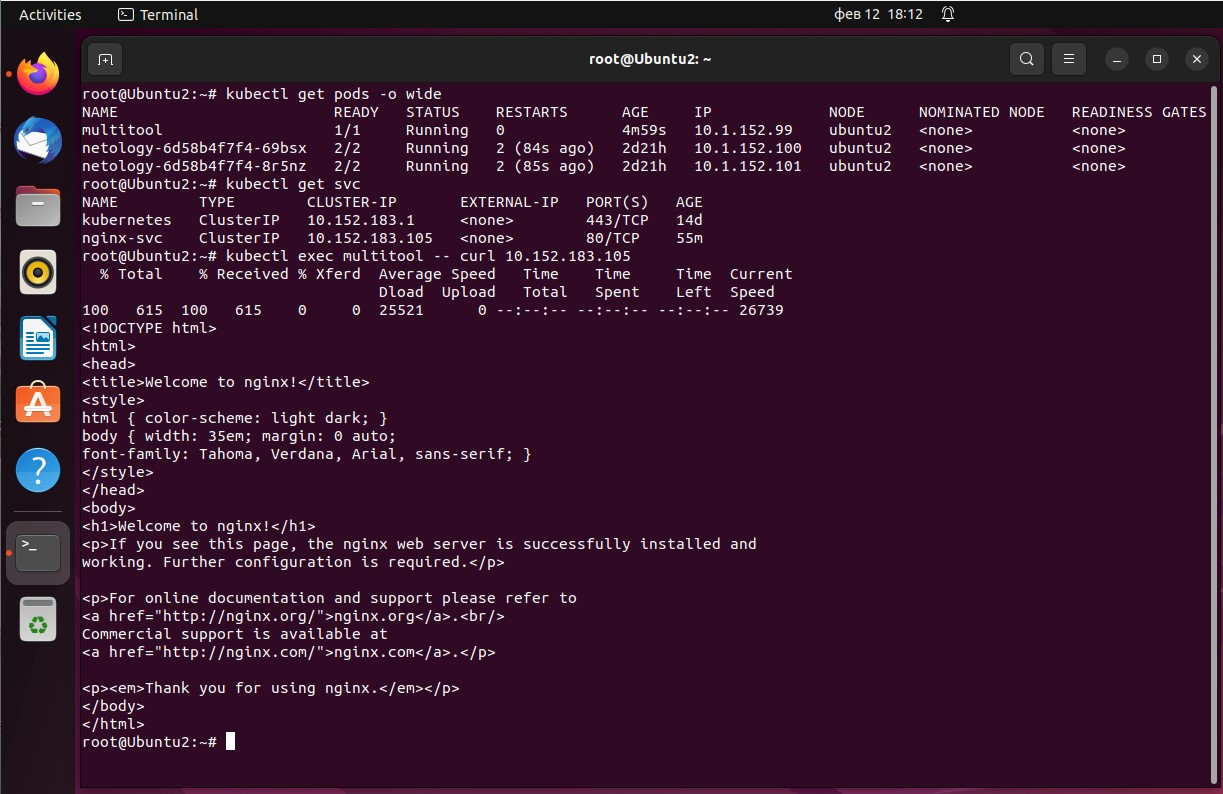 Activities Terminal фев 12 18:12
root@Ubuntu2: ~
root@Ubuntu2:~# kubectl get pods -o wide
NAME                        READY   STATUS    RESTARTS      AGE     IP             NODE      NOMINATED NODE   READINESS GATES
multitool                   1/1     Running   0             4m59s   10.1.152.99    ubuntu2   <none>           <none>
netology-6d58b4f7f4-69bsx   2/2     Running   2 (84s ago)   2d21h   10.1.152.100   ubuntu2   <none>           <none>
netology-6d58b4f7f4-8r5nz   2/2     Running   2 (85s ago)   2d21h   10.1.152.101   ubuntu2   <none>           <none>
root@Ubuntu2:~# kubectl get svc
NAME         TYPE        CLUSTER-IP       EXTERNAL-IP   PORT(S)   AGE
kubernetes   ClusterIP   10.152.183.1     <none>        443/TCP   14d
nginx-svc    ClusterIP   10.152.183.105   <none>        80/TCP    55m
root@Ubuntu2:~# kubectl exec multitool -- curl 10.152.183.105
  % Total    % Received % Xferd  Average Speed   Time    Time     Time  Current
                                 Dload  Upload   Total   Spent    Left  Speed
100   615  100   615    0     0  25521      0 --:--:-- --:--:-- --:--:-- 26739
<!DOCTYPE html>
<html>
<head>
<title>Welcome to nginx!</title>
<style>
html { color-scheme: light dark; }
body { width: 35em; margin: 0 auto;
font-family: Tahoma, Verdana, Arial, sans-serif; }
</style>
</head>
<body>
<h1>Welcome to nginx!</h1>
<p>If you see this page, the nginx web server is successfully installed and
working. Further configuration is required.</p>

<p>For online documentation and support please refer to
<a href="http://nginx.org/">nginx.org</a>.<br/>
Commercial support is available at
<a href="http://nginx.com/">nginx.com</a>.</p>

<p><em>Thank you for using nginx.</em></p>
</body>
</html>
root@Ubuntu2:~#